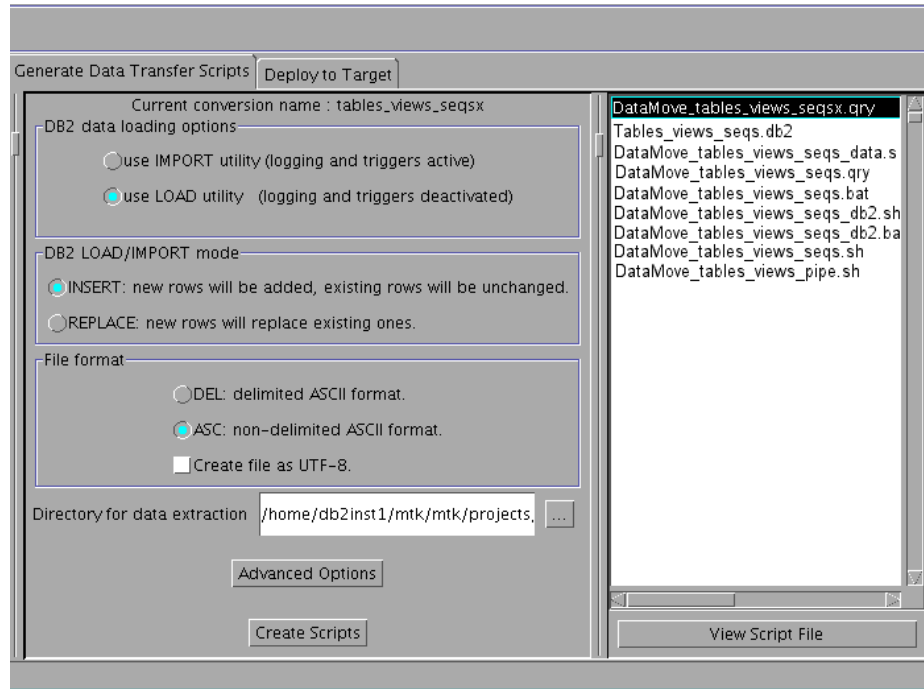 Generate Data Transfer Scripts
Deploy to Target
Current conversion name : tables_views_seqsx
DB2 data loading options
use IMPORT utility (logging and triggers active)
use LOAD utility (logging and triggers deactivated)
DB2 LOAD/IMPORT mode
INSERT: new rows will be added, existing rows will be unchanged.
REPLACE: new rows will replace existing ones.
File format
DEL: delimited ASCII format.
ASC: non-delimited ASCII format.
Create file as UTF-8.
Directory for data extraction /home/db2inst1/mtk/mtk/projects, ...
Advanced Options
Create Scripts
DataMove_tables_views_seqsx.qry
Tables_views_seqs.db2
DataMove_tables_views_seqs_data.s
DataMove_tables_views_seqs.qry
DataMove_tables_views_seqs.bat
DataMove_tables_views_seqs_db2.sh
DataMove_tables_views_seqs_db2.ba
DataMove_tables_views_seqs.sh
DataMove_tables_views_pipe.sh
View Script File